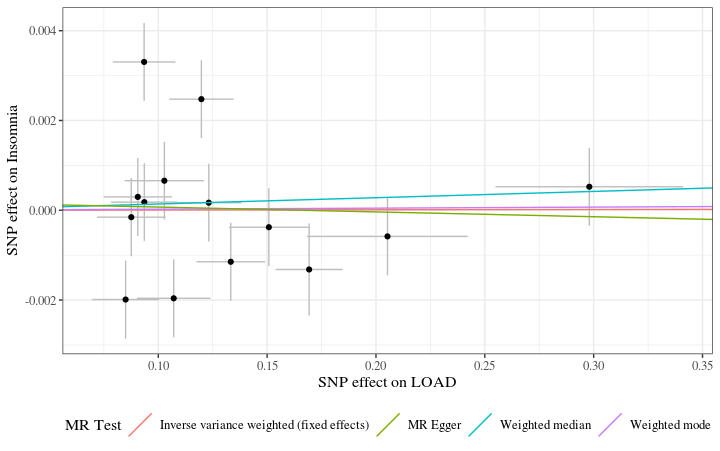 0.004
0.002
0.000
-0.002
SNP effect on Insomnia
0.10 0.15 0.20 0.25 0.30 0.35
SNP effect on LOAD
MR Test Inverse variance weighted (fixed effects) MR Egger Weighted median Weighted mode